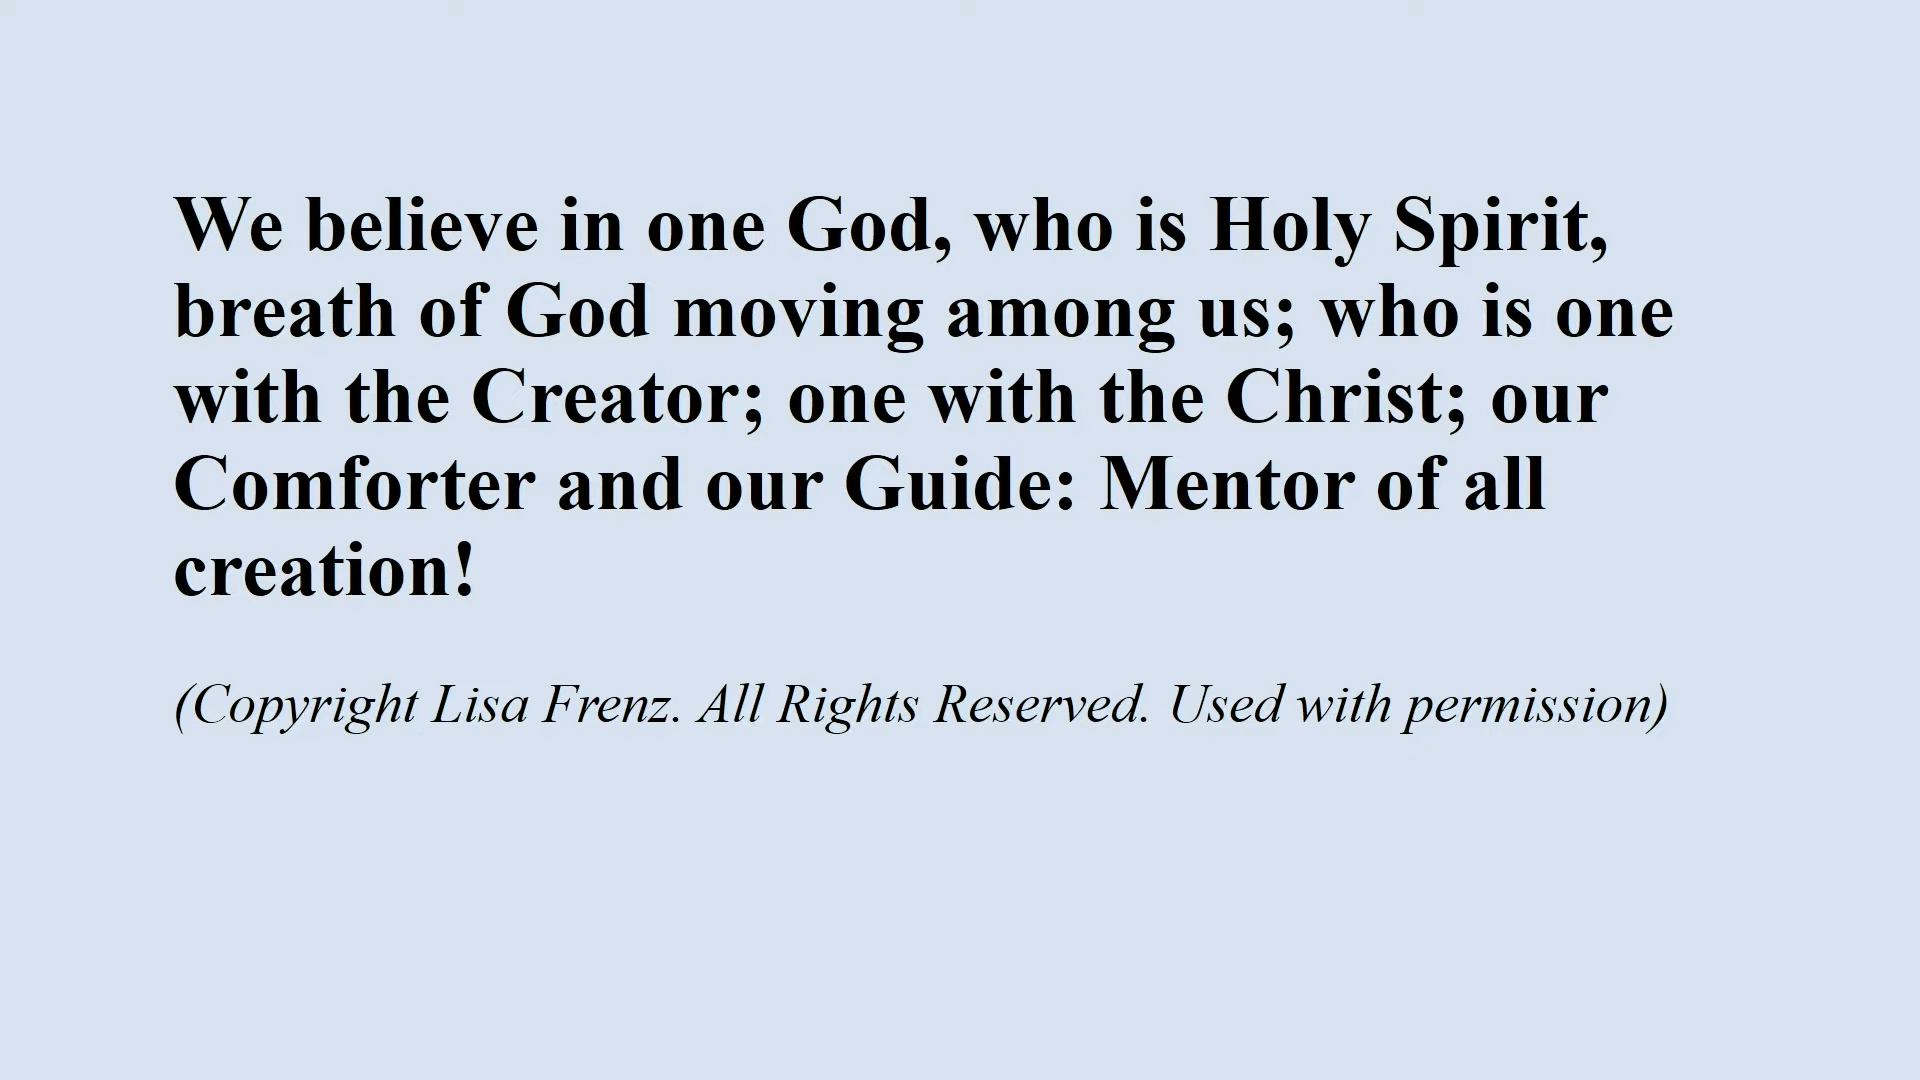 We believe in one God, who is Holy Spirit,
breath of God moving among us; who is one
with the Creator; one with the Christ; our
Comforter and our Guide: Mentor of all
creation!
(Copyright Lisa Frenz. All Rights Reserved. Used with permission)